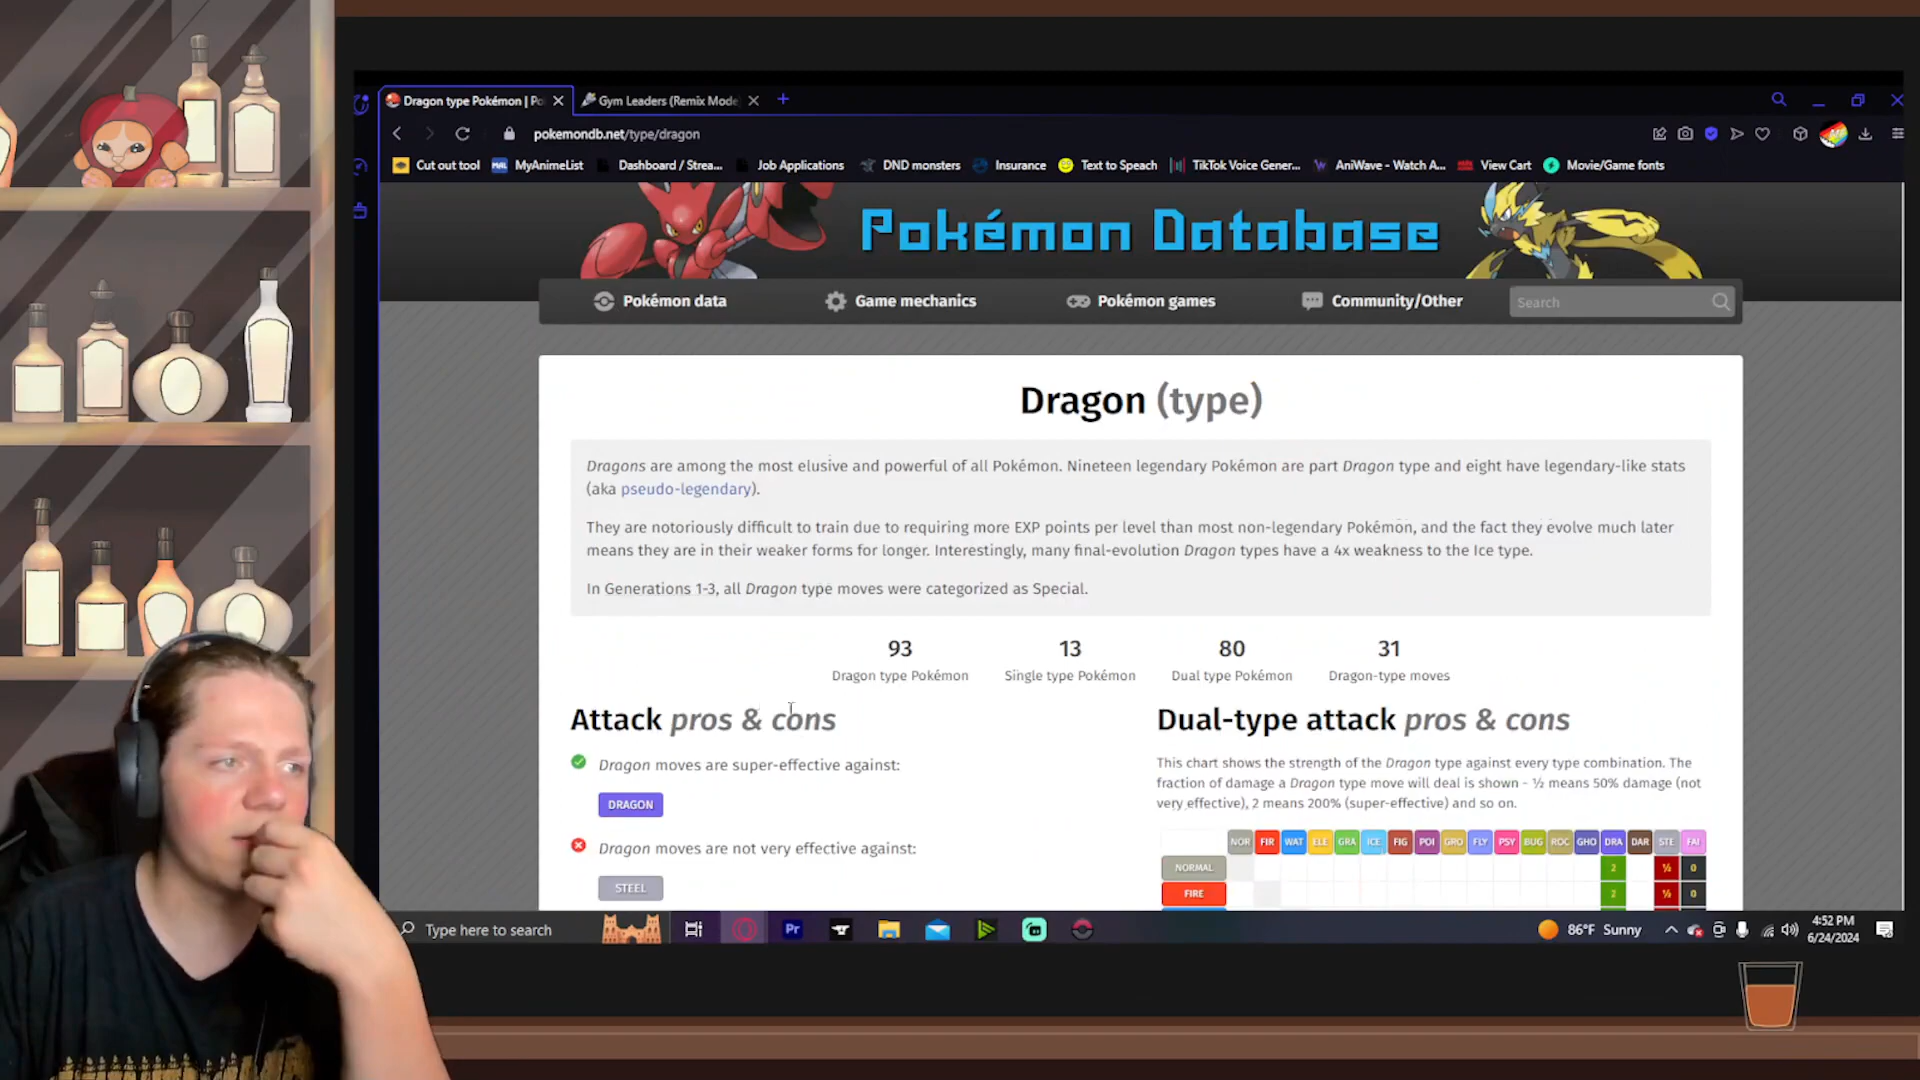 Dragon type Pokémon | Po
Gym Leaders (Remix Mode
pokemondb.net/type/dragon
Cut out tool
MyAnimeList
Dashboard / Strea...
Job Applications
DND monsters
Insurance
Text to Speach
TikTok Voice Gener...
AniWave - Watch A...
View Cart
Movie/Game fonts
Pokémon Database
Pokémon data
Game mechanics
Pokémon games
Community/Other
Search
Dragon (type)
Dragons are among the most elusive and powerful of all Pokémon. Nineteen legendary Pokémon are part Dragon type and eight have legendary-like stats
(aka pseudo-legendary).
They are notoriously difficult to train due to requiring more EXP points per level than most non-legendary Pokémon, and the fact they evolve much later
means they are in their weaker forms for longer. Interestingly, many final-evolution Dragon types have a 4x weakness to the Ice type.
In Generations 1-3, all Dragon type moves were categorized as Special.
93 13 80 31
Dragon type Pokémon Single type Pokémon Dual type Pokémon Dragon-type moves
Attack pros & cons
Dragon moves are super-effective against:
DRAGON
Dragon moves are not very effective against:
STEEL
Dual-type attack pros & cons
This chart shows the strength of the Dragon type against every type combination. The
fraction of damage a Dragon type move will deal is shown - ½ means 50% damage (not
very effective), 2 means 200% (super-effective) and so on.
NOR FIR WAT ELE GRA ICE FIG POI GRO FLY PSY BUG ROC GHO DRA DAR STE FAI
NORMAL 2 ½ 0
FIRE 2 ½ 0
Type here to search
Pr
86°F Sunny
4:52 PM
6/24/2024